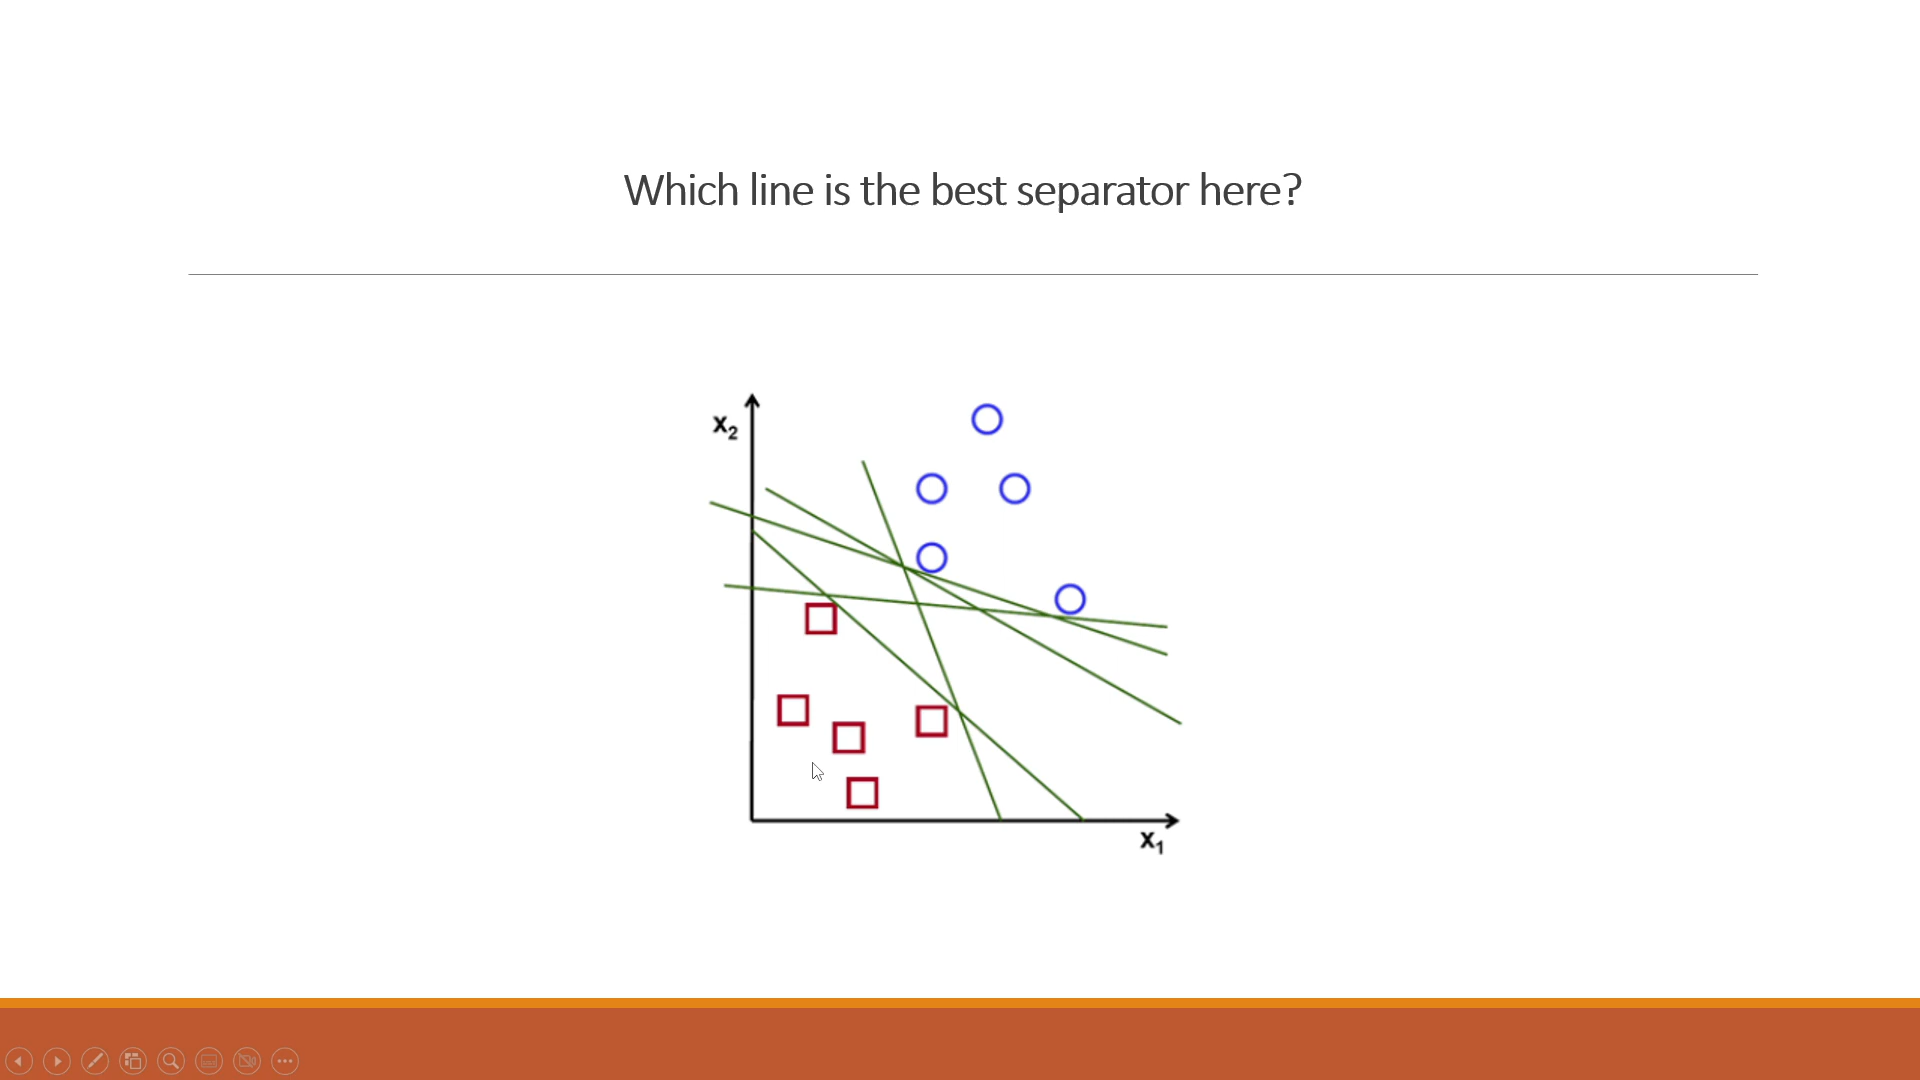 Which line is the best separator here?
x2
x1